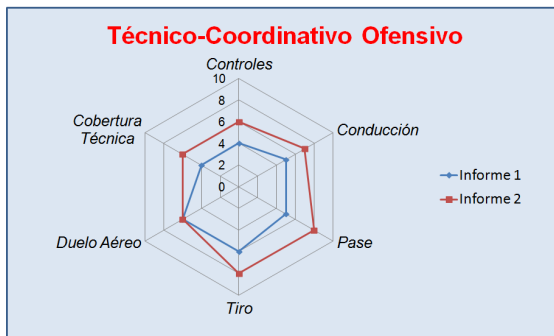 Técnico-Coordinativo Ofensivo
Controles
10
8
6
4
2
0
Cobertura
Técnica
Conducción
Informe 1
Informe 2
Duelo Aéreo
Pase
Tiro